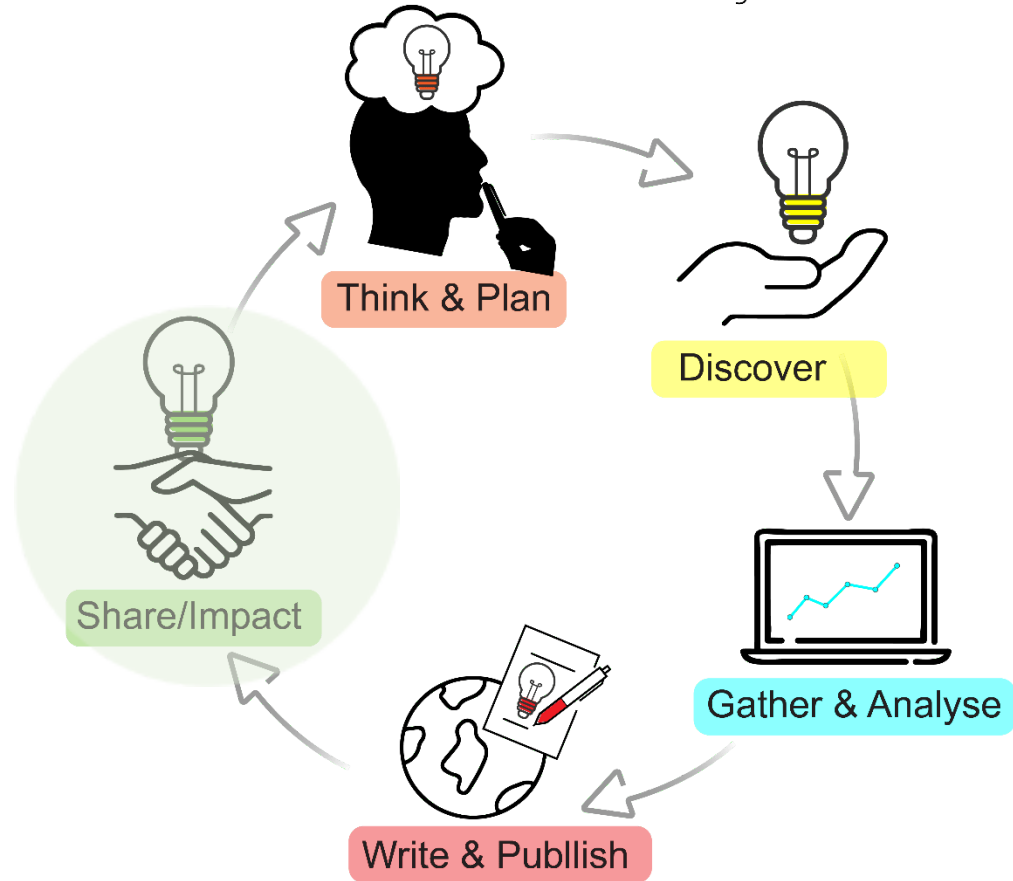 Think & Plan
Discover
Gather & Analyse
Write & Publlish
Share/Impact